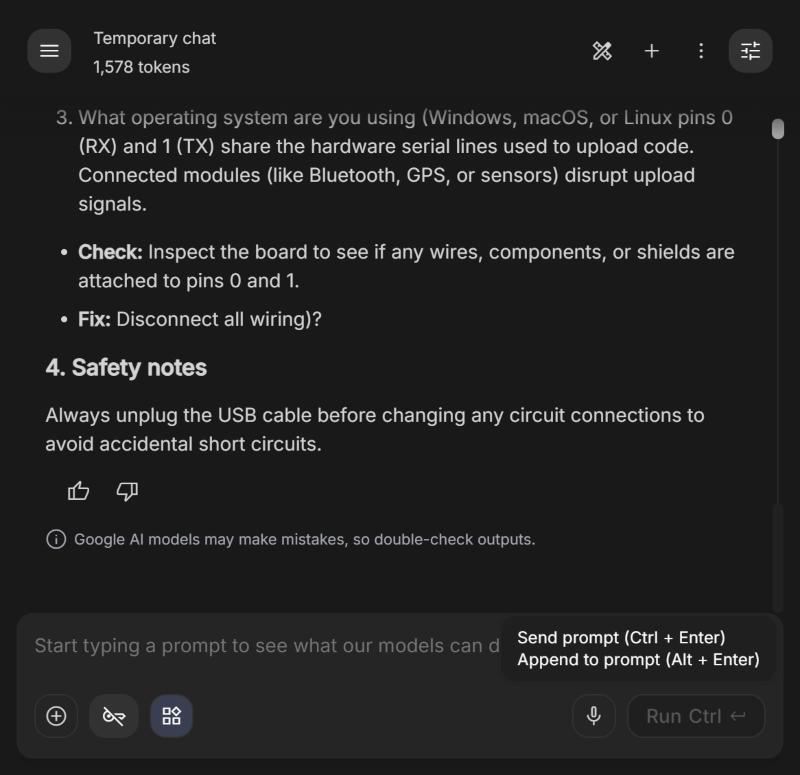 Temporary chat
1,578 tokens
3. What operating system are you using (Windows, macOS, or Linux pins 0
(RX) and 1 (TX) share the hardware serial lines used to upload code.
Connected modules (like Bluetooth, GPS, or sensors) disrupt upload
signals.
• Check: Inspect the board to see if any wires, components, or shields are
attached to pins 0 and 1.
• Fix: Disconnect all wiring)?
4. Safety notes
Always unplug the USB cable before changing any circuit connections to
avoid accidental short circuits.
Google AI models may make mistakes, so double-check outputs.
Start typing a prompt to see what our models can d
Send prompt (Ctrl + Enter)
Append to prompt (Alt + Enter)
Run Ctrl ↵